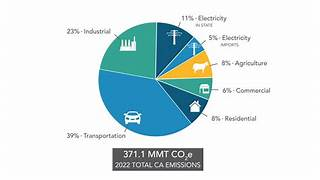 23% · Industrial
11% · Electricity
IN STATE
5% · Electricity
IMPORTS
8% · Agriculture
6% · Commercial
8% · Residential
39% · Transportation
371.1 MMT CO₂e
2022 TOTAL CA EMISSIONS